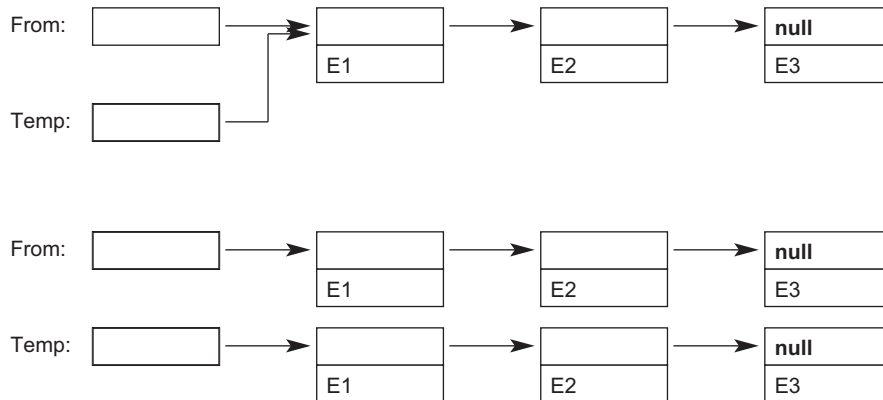 From: null
E1 E2 E3
Temp:
From: null
E1 E2 E3
Temp: null
E1 E2 E3